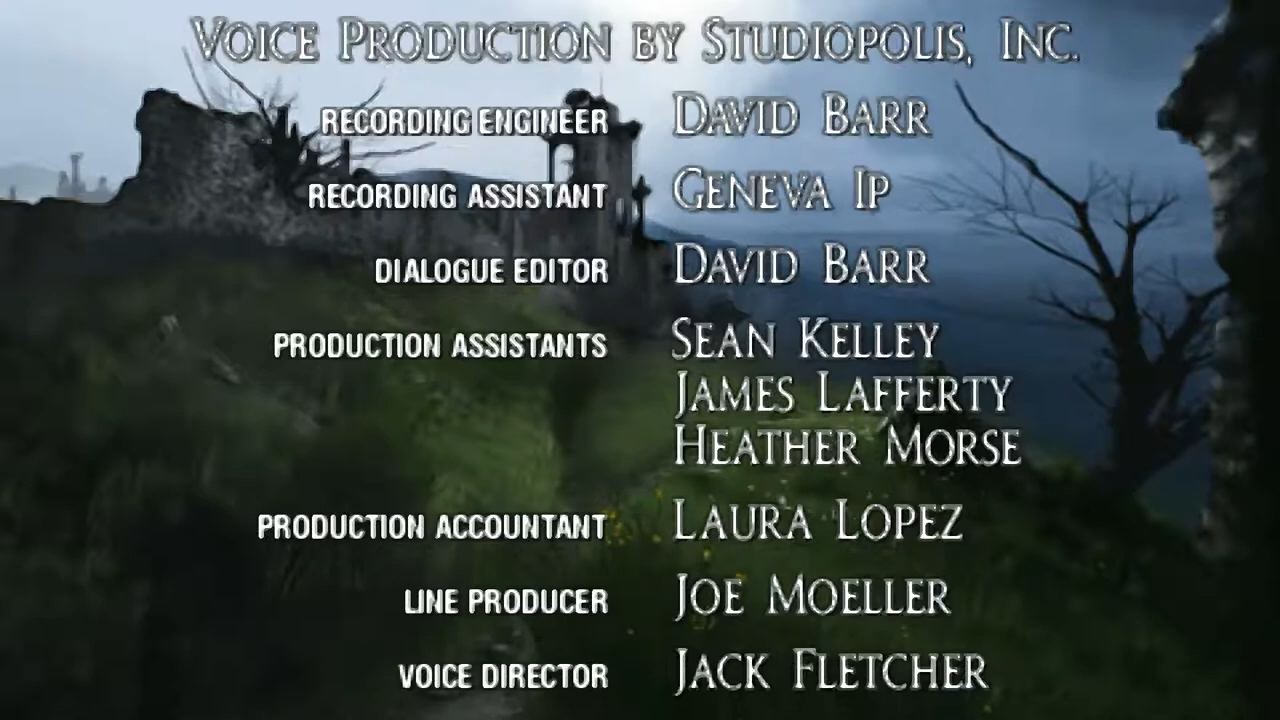 VOICE PRODUCTION BY STUDIOPOLIS, INC.
RECORDING ENGINEER DAVID BARR
RECORDING ASSISTANT GENEVA IP
DIALOGUE EDITOR DAVID BARR
PRODUCTION ASSISTANTS SEAN KELLEY
JAMES LAFFERTY
HEATHER MORSE
PRODUCTION ACCOUNTANT LAURA LOPEZ
LINE PRODUCER JOE MOELLER
VOICE DIRECTOR JACK FLETCHER